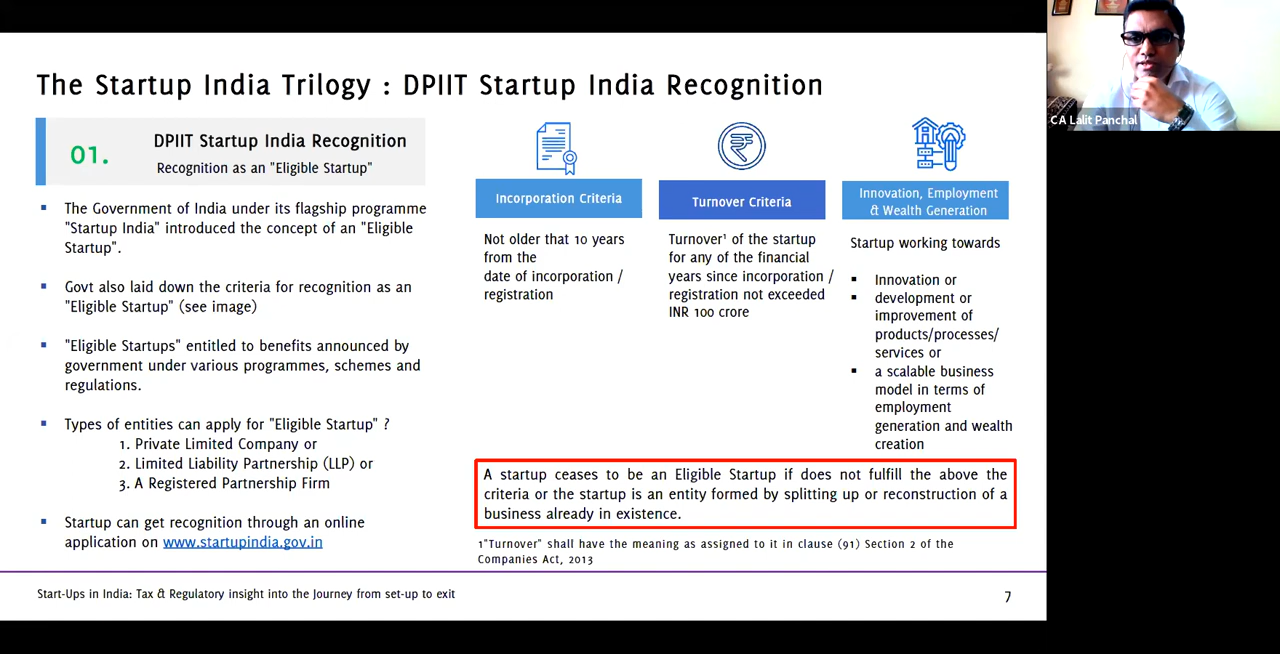 The Startup India Trilogy : DPIIT Startup India Recognition
CA Lalit Panchal
01.
DPIIT Startup India Recognition
Recognition as an "Eligible Startup"
The Government of India under its flagship programme
"Startup India" introduced the concept of an "Eligible
Startup".
Govt also laid down the criteria for recognition as an
"Eligible Startup" (see image)
"Eligible Startups" entitled to benefits announced by
government under various programmes, schemes and
regulations.
Types of entities can apply for "Eligible Startup" ?
1. Private Limited Company or
2. Limited Liability Partnership (LLP) or
3. A Registered Partnership Firm
Startup can get recognition through an online
application on www.startupindia.gov.in
Incorporation Criteria
Not older that 10 years
from the
date of incorporation /
registration
Turnover Criteria
Turnover¹ of the startup
for any of the financial
years since incorporation /
registration not exceeded
INR 100 crore
Innovation, Employment
& Wealth Generation
Startup working towards
Innovation or
development or
improvement of
products/processes/
services or
a scalable business
model in terms of
employment
generation and wealth
creation
A startup ceases to be an Eligible Startup if does not fulfill the above the
criteria or the startup is an entity formed by splitting up or reconstruction of a
business already in existence.
1"Turnover" shall have the meaning as assigned to it in clause (91) Section 2 of the
Companies Act, 2013
Start-Ups in India: Tax & Regulatory insight into the Journey from set-up to exit
7